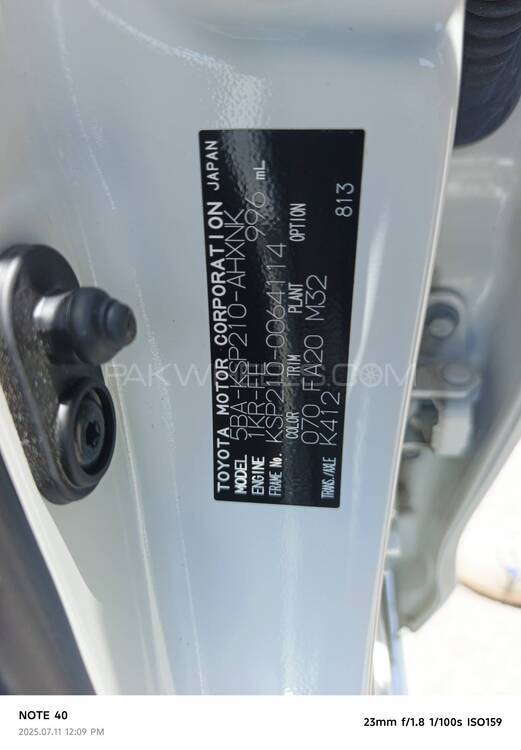 TOYOTA MOTOR CORPORATION JAPAN
MODEL 5BA-KSP210-AHXNK
ENGINE 1KR-FE 996 mL
FRAME No. KSP210-0064114
COLOR TRIM PLANT OPTION
070 FA20 M32 813
TRANS./AXLE K412
PAKWHEELS
NOTE 40
2025.07.11 12:09 PM
23mm f/1.8 1/100s ISO159